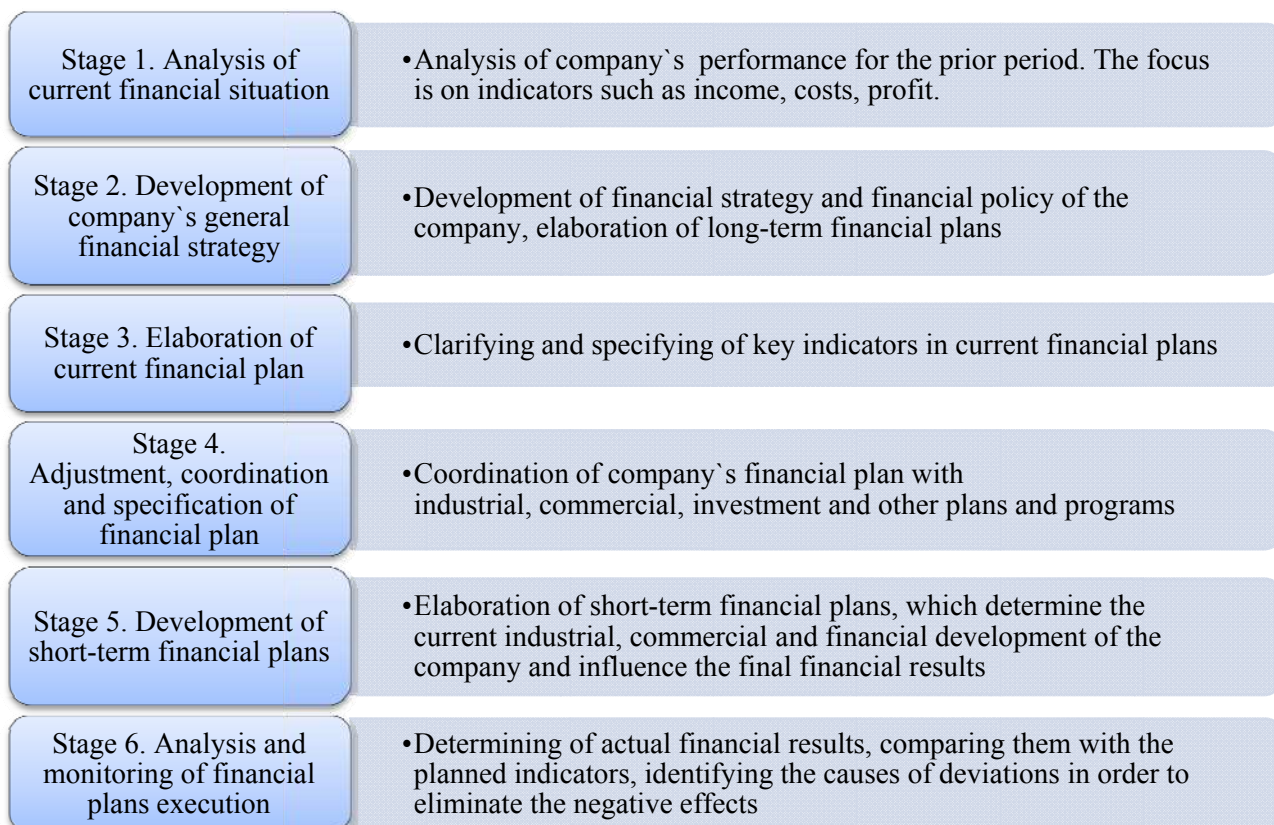 Stage 1. Analysis of
current financial situation
•Analysis of company`s performance for the prior period. The focus
is on indicators such as income, costs, profit.
Stage 2. Development of
company`s general
financial strategy
•Development of financial strategy and financial policy of the
company, elaboration of long-term financial plans
Stage 3. Elaboration of
current financial plan
•Clarifying and specifying of key indicators in current financial plans
Stage 4.
Adjustment, coordination
and specification of
financial plan
•Coordination of company`s financial plan with
industrial, commercial, investment and other plans and programs
Stage 5. Development of
short-term financial plans
•Elaboration of short-term financial plans, which determine the
current industrial, commercial and financial development of the
company and influence the final financial results
Stage 6. Analysis and
monitoring of financial
plans execution
•Determining of actual financial results, comparing them with the
planned indicators, identifying the causes of deviations in order to
eliminate the negative effects